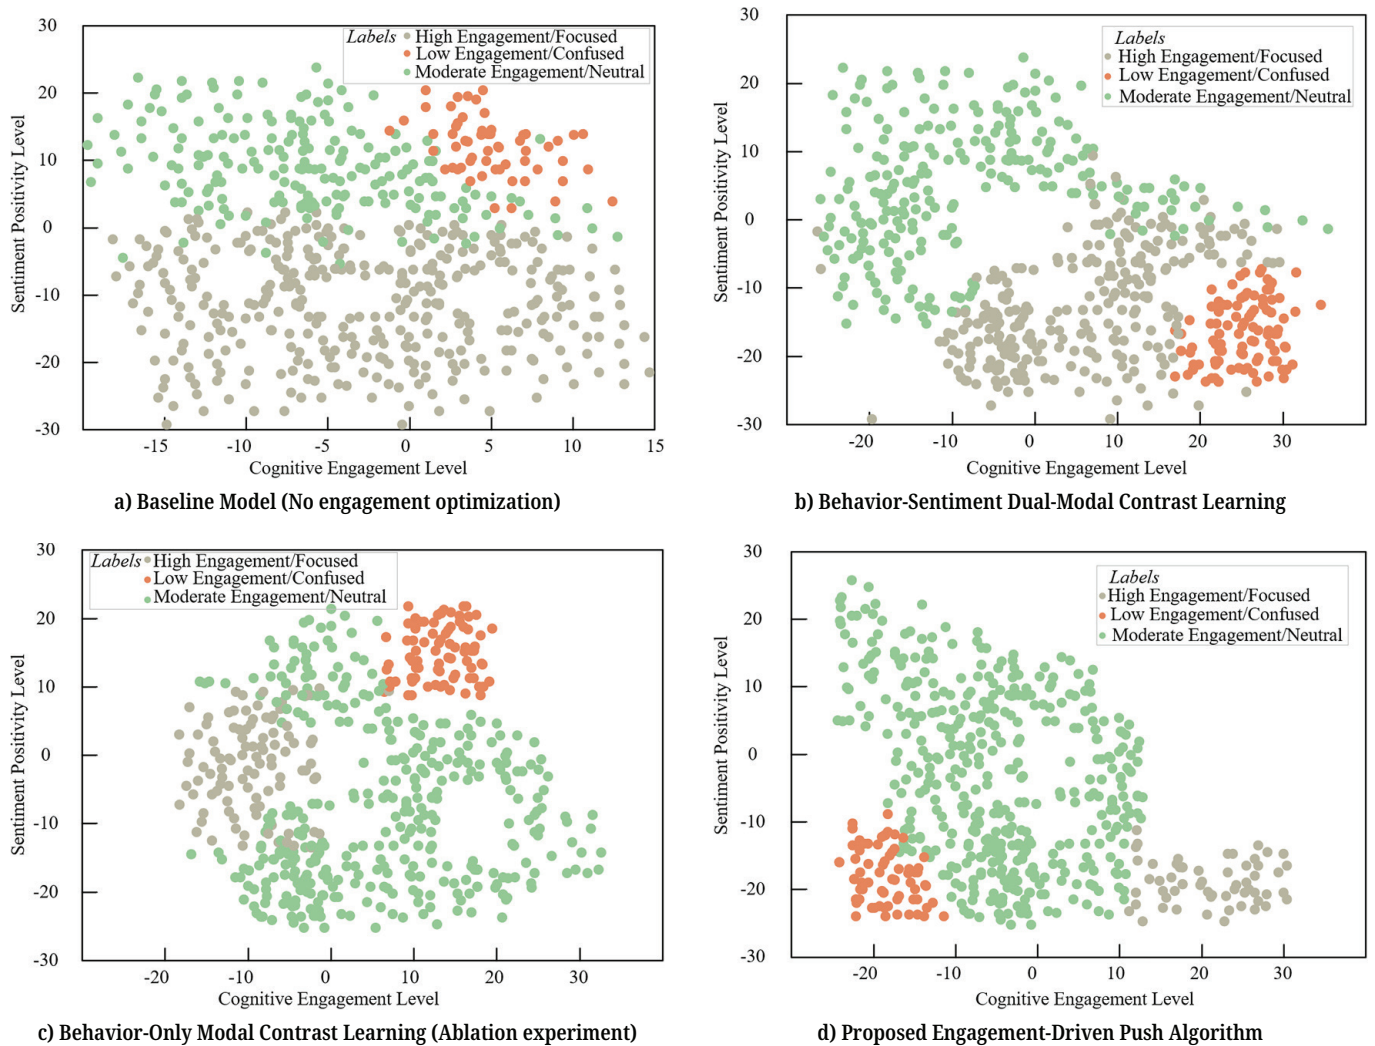 30
20
10
0
-10
-20
-30
-15
-10
-5
0
5
10
15
Sentiment Positivity Level
Cognitive Engagement Level
Labels High Engagement/Focused
Low Engagement/Confused
Moderate Engagement/Neutral
a) Baseline Model (No engagement optimization)
30
20
10
0
-10
-20
-30
-20
-10
0
10
20
30
Sentiment Positivity Level
Cognitive Engagement Level
Labels
High Engagement/Focused
Low Engagement/Confused
Moderate Engagement/Neutral
b) Behavior-Sentiment Dual-Modal Contrast Learning
30
20
10
0
-10
-20
-30
-20
-10
0
10
20
30
Sentiment Positivity Level
Cognitive Engagement Level
Labels High Engagement/Focused
Low Engagement/Confused
Moderate Engagement/Neutral
c) Behavior-Only Modal Contrast Learning (Ablation experiment)
30
20
10
0
-10
-20
-30
-20
-10
0
10
20
30
Sentiment Positivity Level
Cognitive Engagement Level
Labels
High Engagement/Focused
Low Engagement/Confused
Moderate Engagement/Neutral
d) Proposed Engagement-Driven Push Algorithm